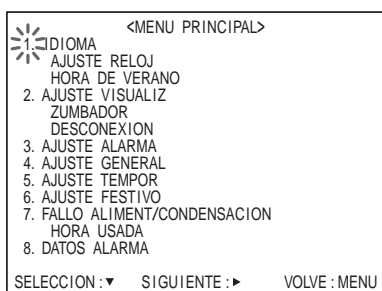 <MENU PRINCIPAL>
1. IDIOMA
AJUSTE RELOJ
HORA DE VERANO
2. AJUSTE VISUALIZ
ZUMBADOR
DESCONEXION
3. AJUSTE ALARMA
4. AJUSTE GENERAL
5. AJUSTE TEMPOR
6. AJUSTE FESTIVO
7. FALLO ALIMENT/CONDENSACION
HORA USADA
8. DATOS ALARMA
SELECCION : ▼ SIGUIENTE : ► VOLVE : MENU